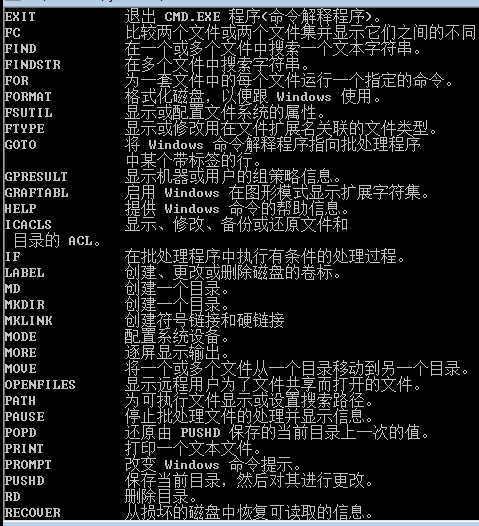 EXIT 退出 CMD.EXE 程序(命令解释程序)。
FC 比较两个文件或两个文件集并显示它们之间的不同
FIND 在一个或多个文件中搜索一个文本字符串。
FINDSTR 在多个文件中搜索字符串。
FOR 为一套文件中的每个文件运行一个指定的命令。
FORMAT 格式化磁盘，以便跟 Windows 使用。
FSUTIL 显示或配置文件系统的属性。
FTYPE 显示或修改用在文件扩展名关联的文件类型。
GOTO 将 Windows 命令解释程序指向批处理程序
中某个带标签的行。
GPRESULT 显示机器或用户的组策略信息。
GRAFTABL 启用 Windows 在图形模式显示扩展字符集。
HELP 提供 Windows 命令的帮助信息。
ICACLS 显示、修改、备份或还原文件和
目录的 ACL。
IF 在批处理程序中执行有条件的处理过程。
LABEL 创建、更改或删除磁盘的卷标。
MD 创建一个目录。
MKDIR 创建一个目录。
MKLINK 创建符号链接和硬链接
MODE 配置系统设备。
MORE 逐屏显示输出。
MOVE 将一个或多个文件从一个目录移动到另一个目录。
OPENFILES 显示远程用户为了文件共享而打开的文件。
PATH 为可执行文件显示或设置搜索路径。
PAUSE 停止批处理文件的处理并显示信息。
POPD 还原由 PUSHD 保存的当前目录上一次的值。
PRINT 打印一个文本文件。
PROMPT 改变 Windows 命令提示。
PUSHD 保存当前目录，然后对其进行更改。
RD 删除目录。
RECOVER 从损坏的磁盘中恢复可读取的信息。